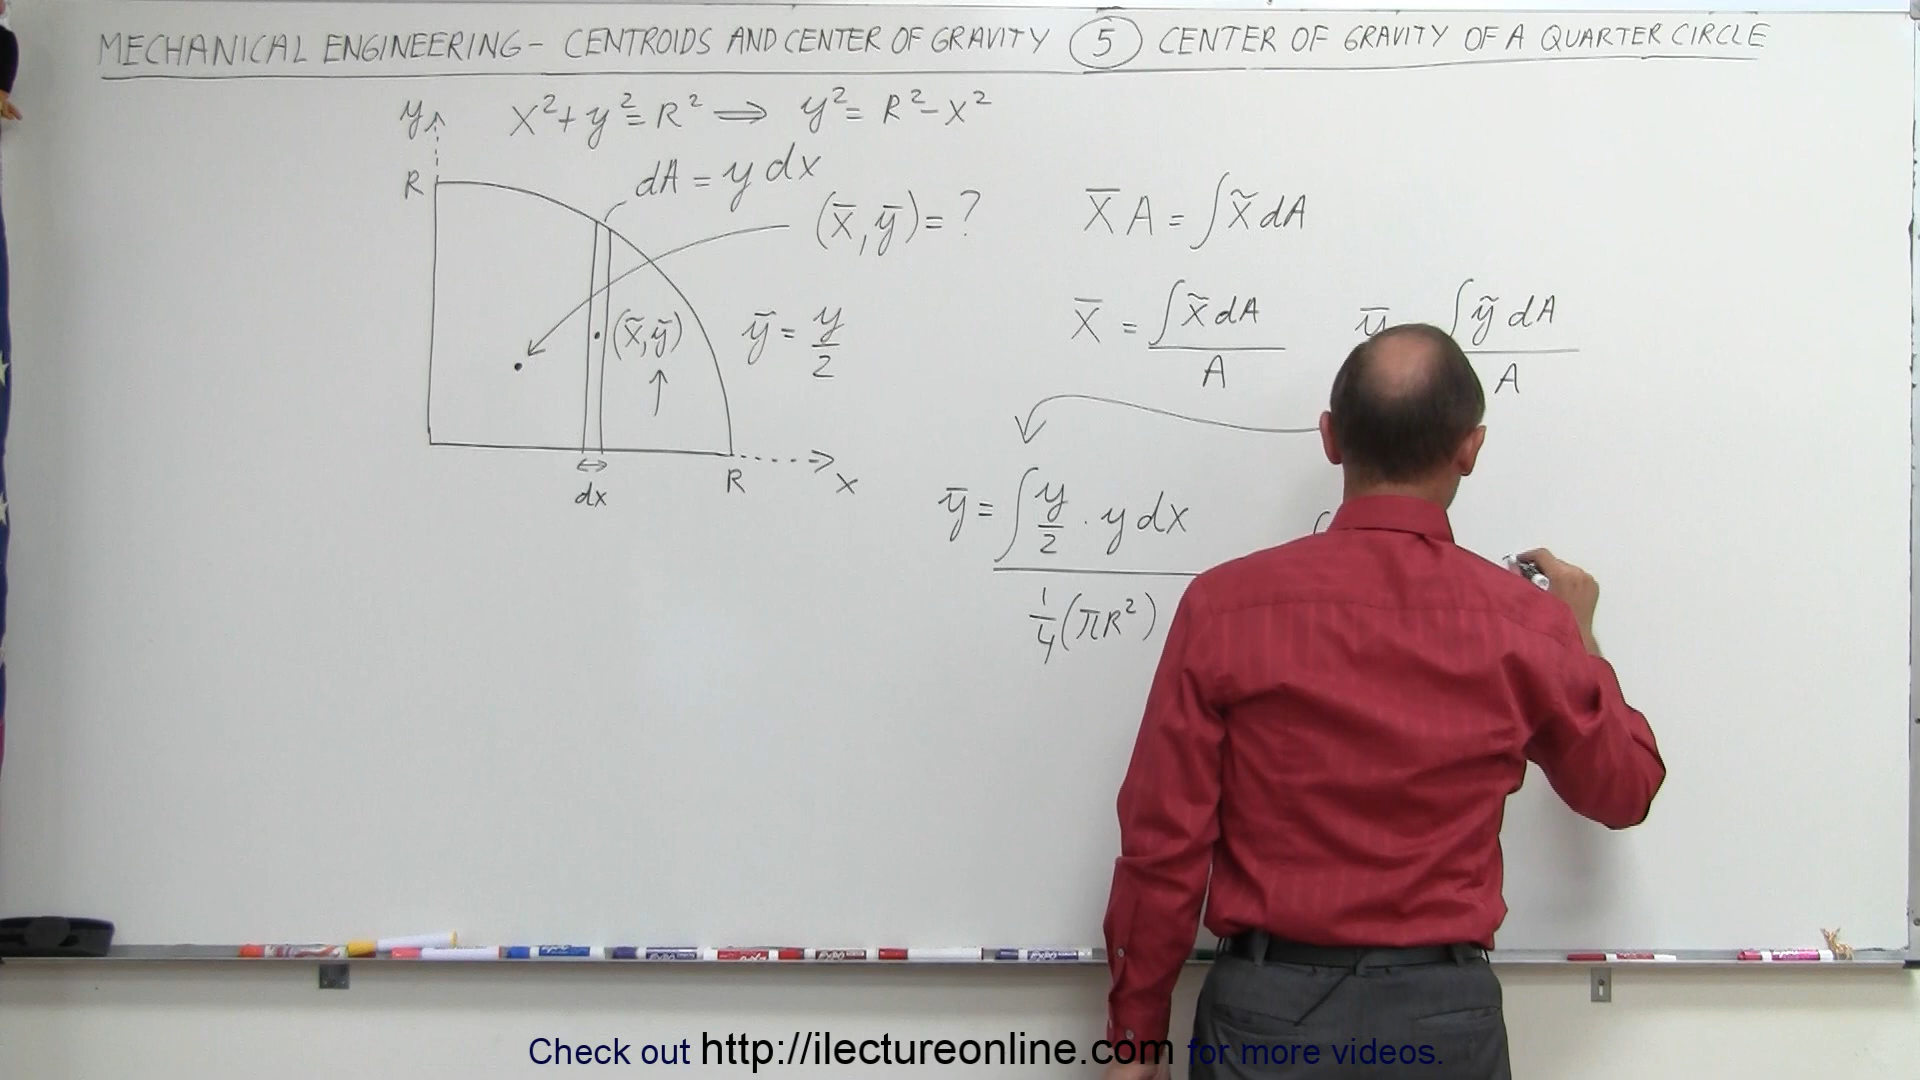 MECHANICAL ENGINEERING - CENTROIDS AND CENTER OF GRAVITY ⑤ CENTER OF GRAVITY OF A QUARTER CIRCLE
y
x² + y² = R² ⟹ y² = R² - x²
R
dA = y dx
(x̄, ȳ) = ?
(x̃, ỹ)
ȳ = y/2
dx
R
x
x̄ A = ∫ x̃ dA
x̄ = ∫ x̃ dA / A
ȳ ∫ ỹ dA / A
ȳ = ∫ y/2 · y dx
1/4 (πR²)
Check out http://ilectureonline.com for more videos.